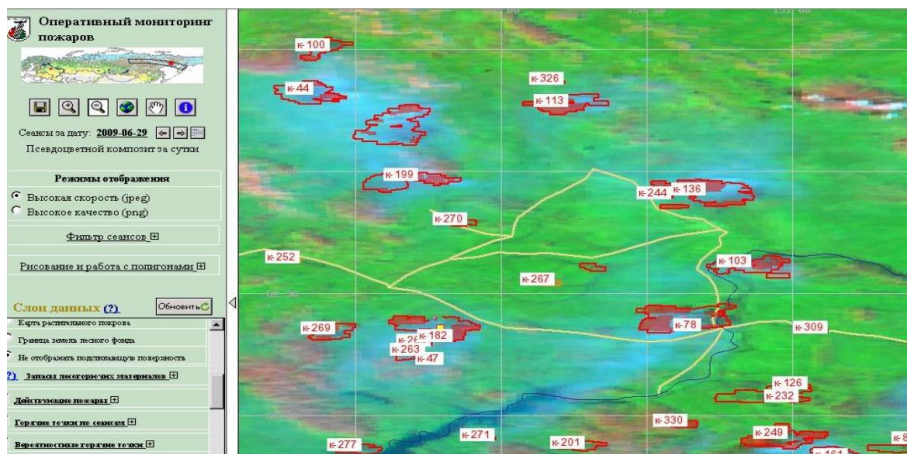 Оперативный мониторинг
пожаров
Сеансы за дату: 2009-06-29
Псевдоцветной композит за сутки
Режимы отображения
Высокая скорость (jpeg)
Высокое качество (png)
Фильтр сеансов
Рисование и работа с полигонами
Слои данных (?)
Обновить
Карта растительного покрова
Граница земель лесного фонда
Не отображать подстилающую поверхность
Запасы лесогорючих материалов
Действующие пожары
Горячие точки по сеансам
Вероятностные горячие точки
к-100
к-326
к-44
к-113
к-199
к-244
к-136
к-270
к-252
к-103
к-267
к-269
к-182
к-263
к-47
к-78
к-309
к-126
к-232
к-330
к-277
к-271
к-201
к-249